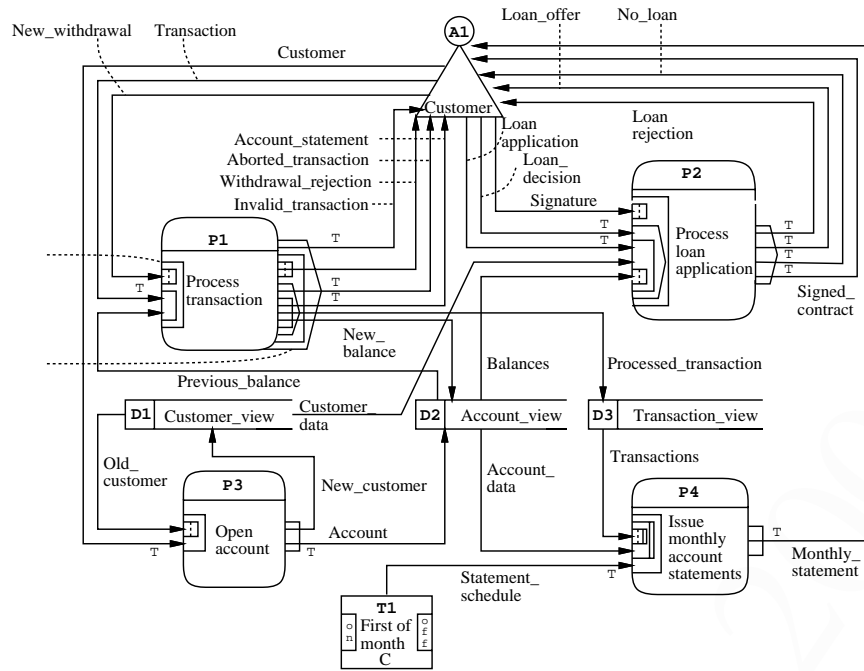 Loan_offer
No_loan
New_withdrawal
Transaction
Customer
A1
Customer
Loan
application
Loan
rejection
Account_statement
Aborted_transaction
Withdrawal_rejection
Invalid_transaction
Loan_
decision
Signature
P2
Process
loan
application
T
T
T
T
T
Signed_
contract
P1
Process
transaction
T
T
T
T
New_
balance
Previous_balance
Balances
Processed_transaction
D1
Customer_view
Customer_
data
D2
Account_view
D3
Transaction_view
Old_
customer
New_customer
Account_
data
Transactions
P3
Open
account
T
T
Account
P4
Issue
monthly
account
statements
T
T
Monthly_
statement
Statement_
schedule
T1
on
First of
month
C
off